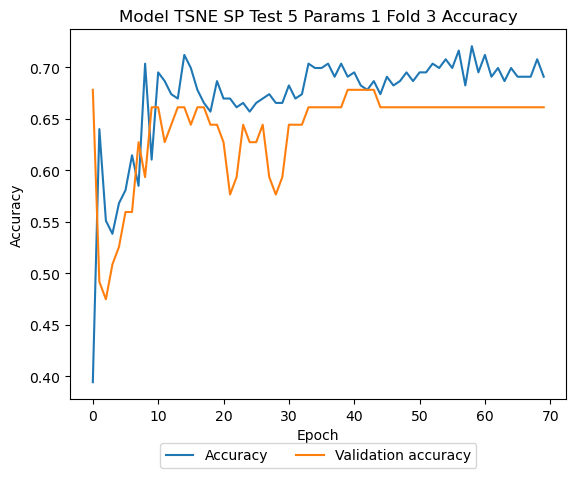 Model TSNE SP Test 5 Params 1 Fold 3 Accuracy
0.70
0.65
0.60
0.55
0.50
0.45
0.40
Accuracy
0 10 20 30 40 50 60 70
Epoch
Accuracy Validation accuracy